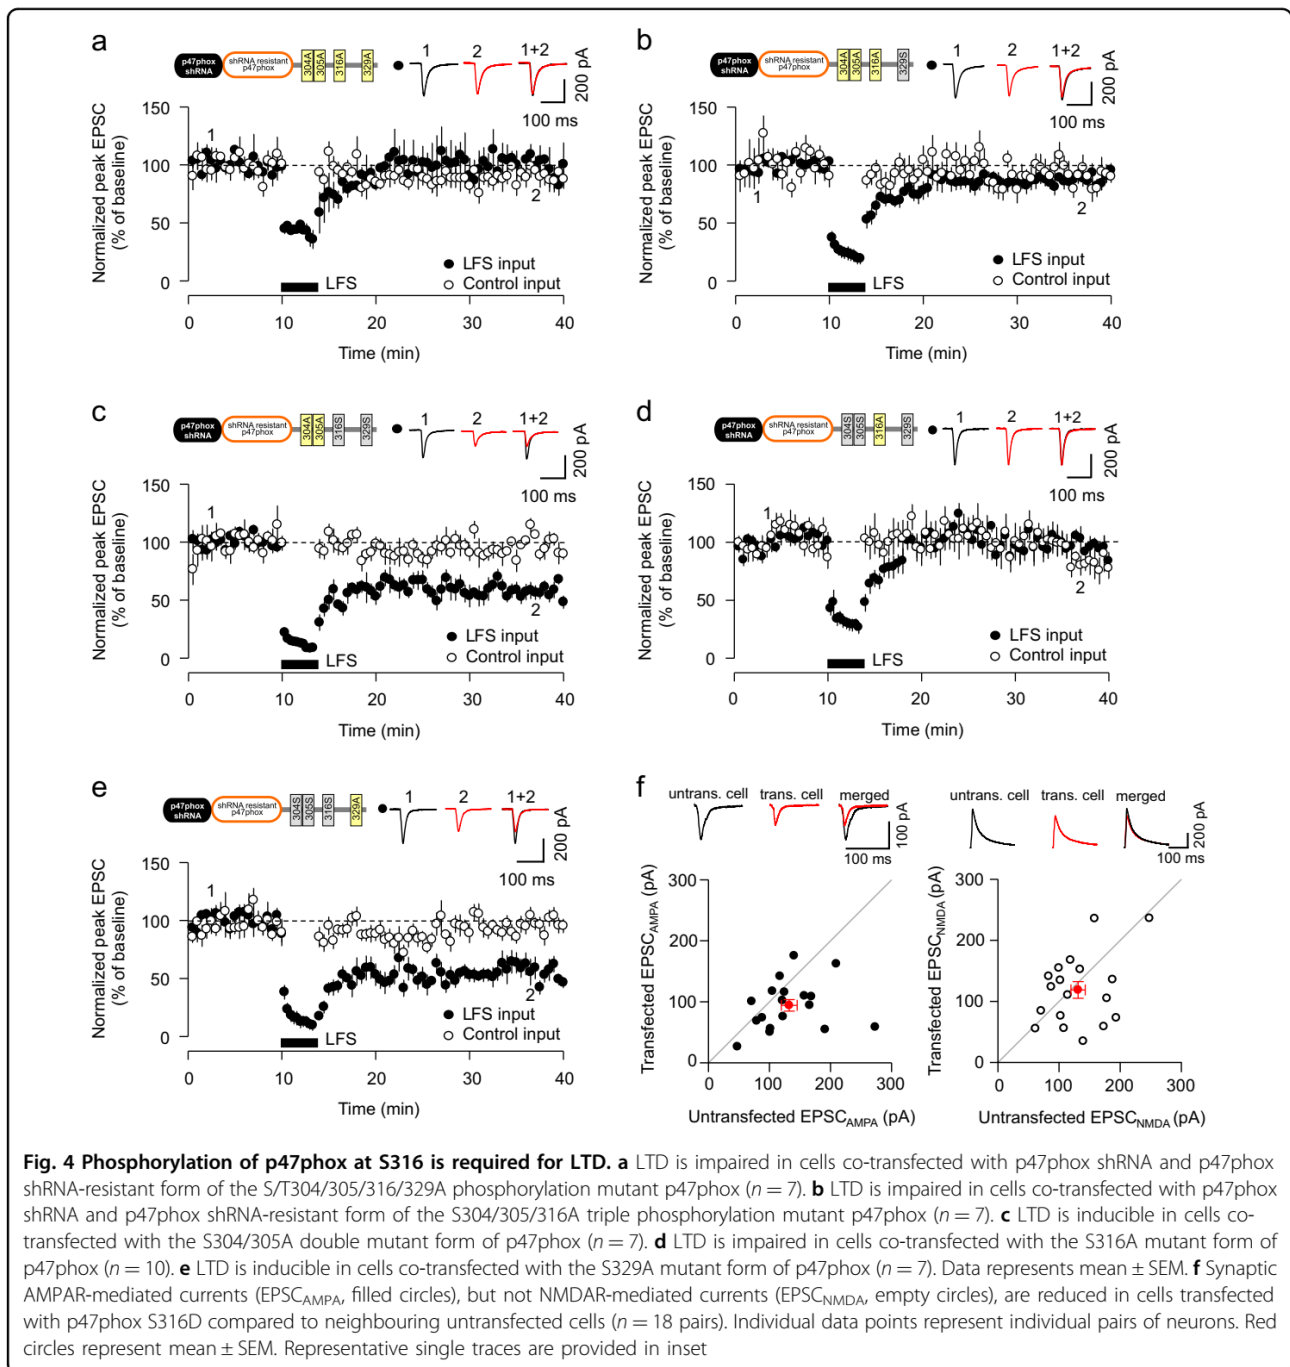 a
p47phox
shRNA
shRNA resistant
p47phox
304A
305A
316A
329A
1
2
1+2
200 pA
100 ms
Normalized peak EPSC
(% of baseline)
150
100
50
0
1
2
LFS input
Control input
LFS
0
10
20
30
40
Time (min)
b
p47phox
shRNA
shRNA resistant
p47phox
304A
305A
316A
329S
1
2
1+2
200 pA
100 ms
Normalized peak EPSC
(% of baseline)
150
100
50
0
1
2
LFS input
Control input
LFS
0
10
20
30
40
Time (min)
c
p47phox
shRNA
shRNA resistant
p47phox
304A
305A
316S
329S
1
2
1+2
200 pA
100 ms
Normalized peak EPSC
(% of baseline)
150
100
50
0
1
2
LFS input
Control input
LFS
0
10
20
30
40
Time (min)
d
p47phox
shRNA
shRNA resistant
p47phox
304S
305S
316A
329S
1
2
1+2
200 pA
100 ms
Normalized peak EPSC
(% of baseline)
150
100
50
0
1
2
LFS input
Control input
LFS
0
10
20
30
40
Time (min)
e
p47phox
shRNA
shRNA resistant
p47phox
304S
305S
316S
329A
1
2
1+2
200 pA
100 ms
Normalized peak EPSC
(% of baseline)
150
100
50
0
1
2
LFS input
Control input
LFS
0
10
20
30
40
Time (min)
f
untrans. cell
trans. cell
merged
100 pA
100 ms
Transfected EPSC_AMPA (pA)
300
200
100
0
0
100
200
300
Untransfected EPSC_AMPA (pA)
untrans. cell
trans. cell
merged
200 pA
100 ms
Transfected EPSC_NMDA (pA)
300
200
100
0
0
100
200
300
Untransfected EPSC_NMDA (pA)
Fig. 4 Phosphorylation of p47phox at S316 is required for LTD. a LTD is impaired in cells co-transfected with p47phox shRNA and p47phox
shRNA-resistant form of the S/T304/305/316/329A phosphorylation mutant p47phox (n = 7). b LTD is impaired in cells co-transfected with p47phox
shRNA and p47phox shRNA-resistant form of the S304/305/316A triple phosphorylation mutant p47phox (n = 7). c LTD is inducible in cells co-
transfected with the S304/305A double mutant form of p47phox (n = 7). d LTD is impaired in cells co-transfected with the S316A mutant form of
p47phox (n = 10). e LTD is inducible in cells co-transfected with the S329A mutant form of p47phox (n = 7). Data represents mean ± SEM. f Synaptic
AMPAR-mediated currents (EPSC_AMPA, filled circles), but not NMDAR-mediated currents (EPSC_NMDA, empty circles), are reduced in cells transfected
with p47phox S316D compared to neighbouring untransfected cells (n = 18 pairs). Individual data points represent individual pairs of neurons. Red
circles represent mean ± SEM. Representative single traces are provided in inset